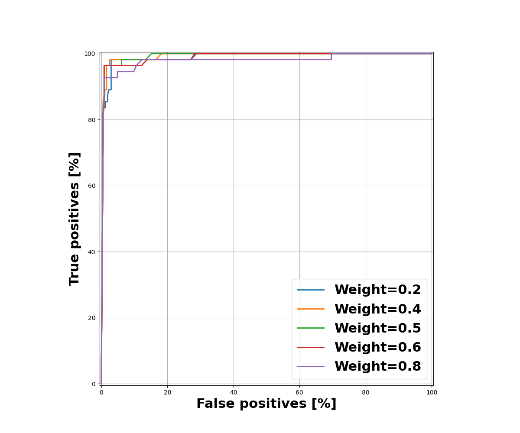 100
80
60
40
20
0
True positives [%]
0 20 40 60 80 100
False positives [%]
Weight=0.2
Weight=0.4
Weight=0.5
Weight=0.6
Weight=0.8